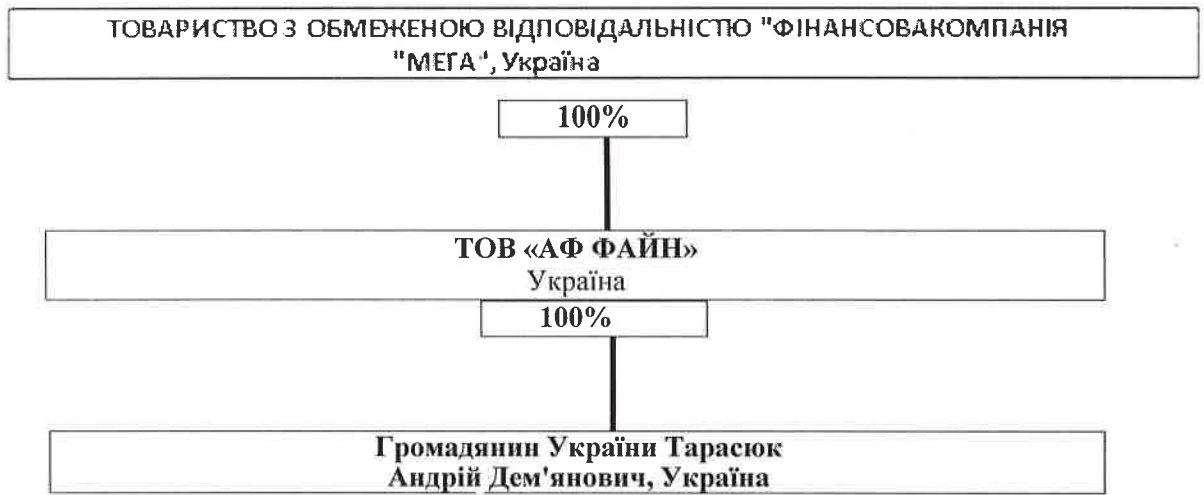 ТОВАРИСТВО З ОБМЕЖЕНОЮ ВІДПОВІДАЛЬНІСТЮ "ФІНАНСОВАКОМПАНІЯ
"МЕГА", Україна
100%
ТОВ «АФ ФАЙН»
Україна
100%
Громадянин України Тарасюк
Андрій Дем'янович, Україна